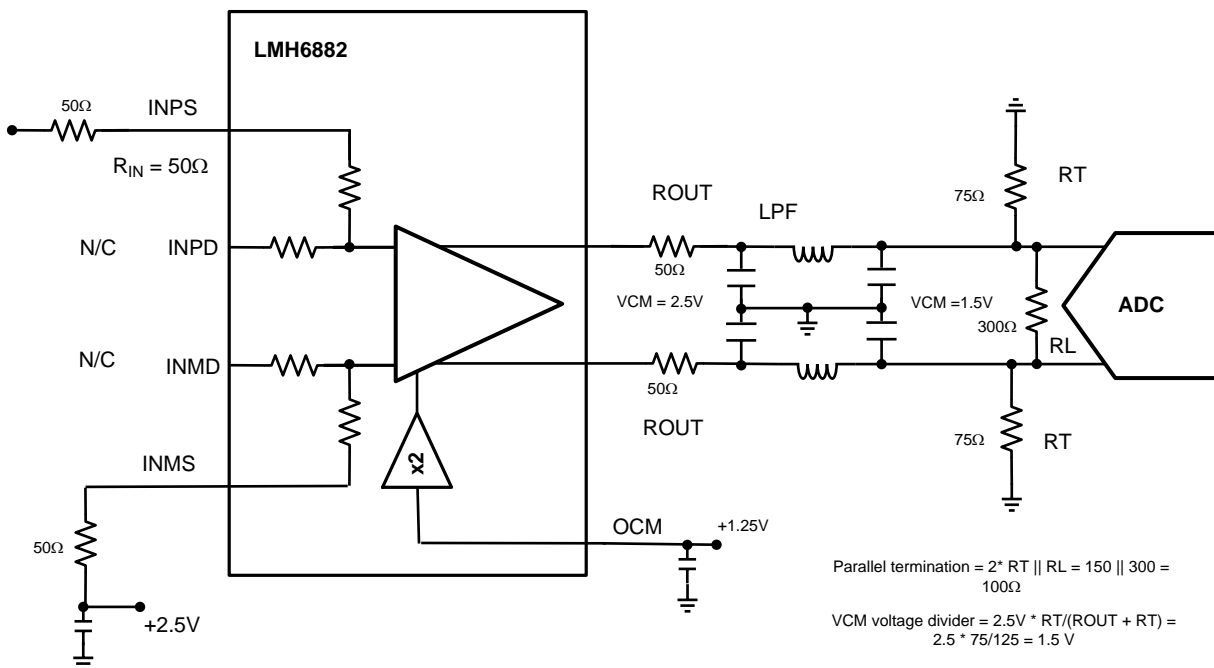 LMH6882
50Ω
INPS
RIN = 50Ω
N/C
INPD
N/C
INMD
INMS
50Ω
+2.5V
x2
OCM
+1.25V
ROUT
50Ω
LPF
VCM = 2.5V
VCM =1.5V
50Ω
ROUT
75Ω
RT
300Ω
RL
ADC
75Ω
RT
Parallel termination = 2* RT || RL = 150 || 300 =
100Ω
VCM voltage divider = 2.5V * RT/(ROUT + RT) =
2.5 * 75/125 = 1.5 V